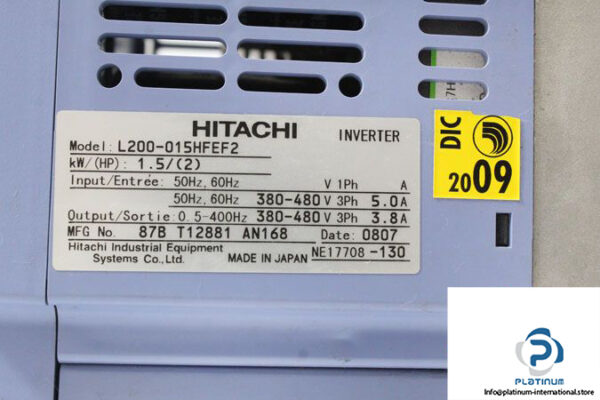 HITACHI INVERTER
Model: L200-015HFEF2
kW/(HP): 1.5/(2)
Input/Entrée: 50Hz, 60Hz V 1Ph A
50Hz, 60Hz 380-480 V 3Ph 5.0 A
Output/Sortie: 0.5-400Hz 380-480 V 3Ph 3.8 A
MFG No. 87B T12881 AN168 Date: 0807
Hitachi Industrial Equipment
Systems Co., Ltd. MADE IN JAPAN NE17708 -130
DIC
2009
PLATINUM
info@platinum-international.store